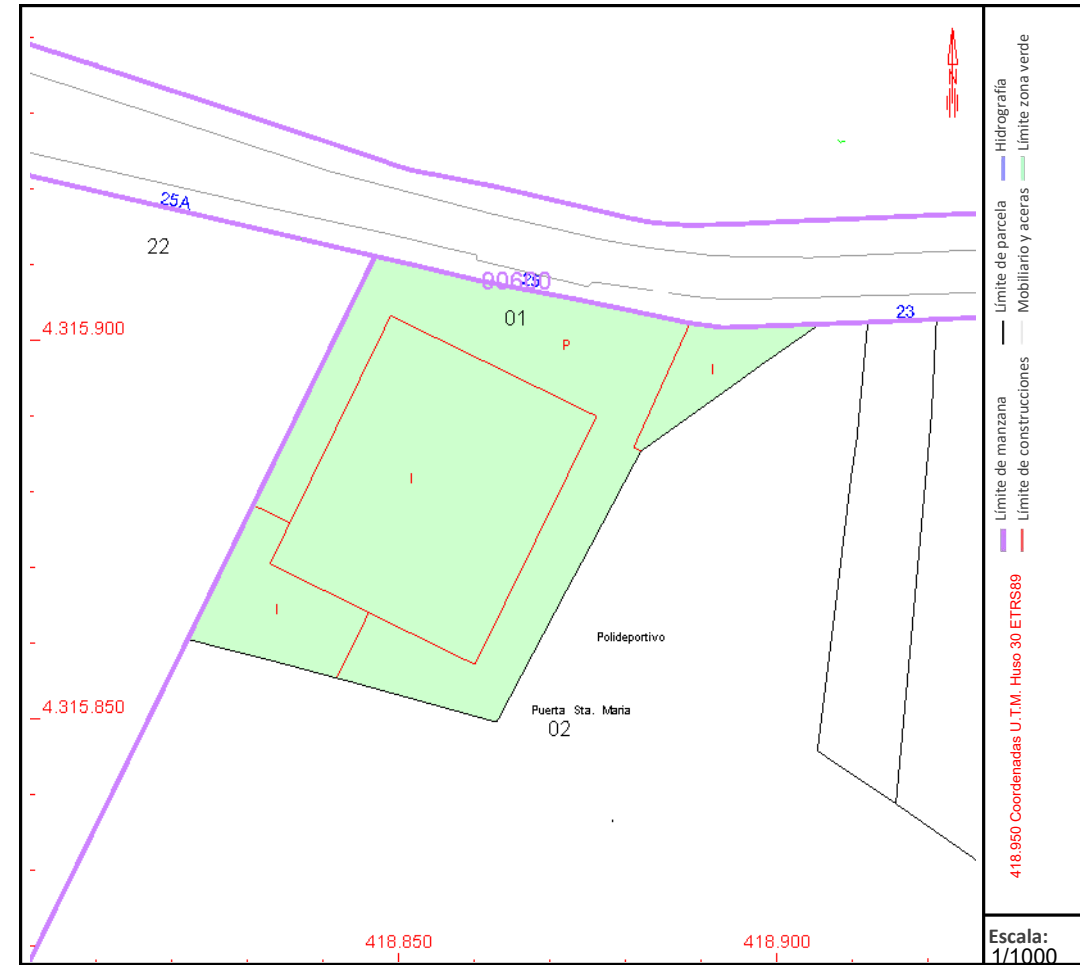 25A
22
25
01
P
I
23
4.315.900
I
I
Polideportivo
4.315.850
Puerta Sta. Maria
02
418.850
418.900
N
Límite de manzana
Límite de parcela
Hidrografía
Límite de construcciones
Mobiliario y aceras
Límite zona verde
418.950 Coordenadas U.T.M. Huso 30 ETRS89
Escala:
1/1000